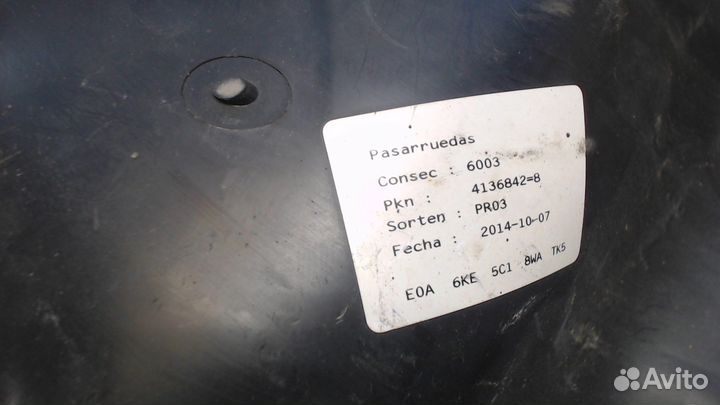 Pasarruedas
Consec : 6003
Pkn : 4136842=8
Sorten : PR03
Fecha : 2014-10-07
E0A 6KE 5C1 8WA TK5
Avito